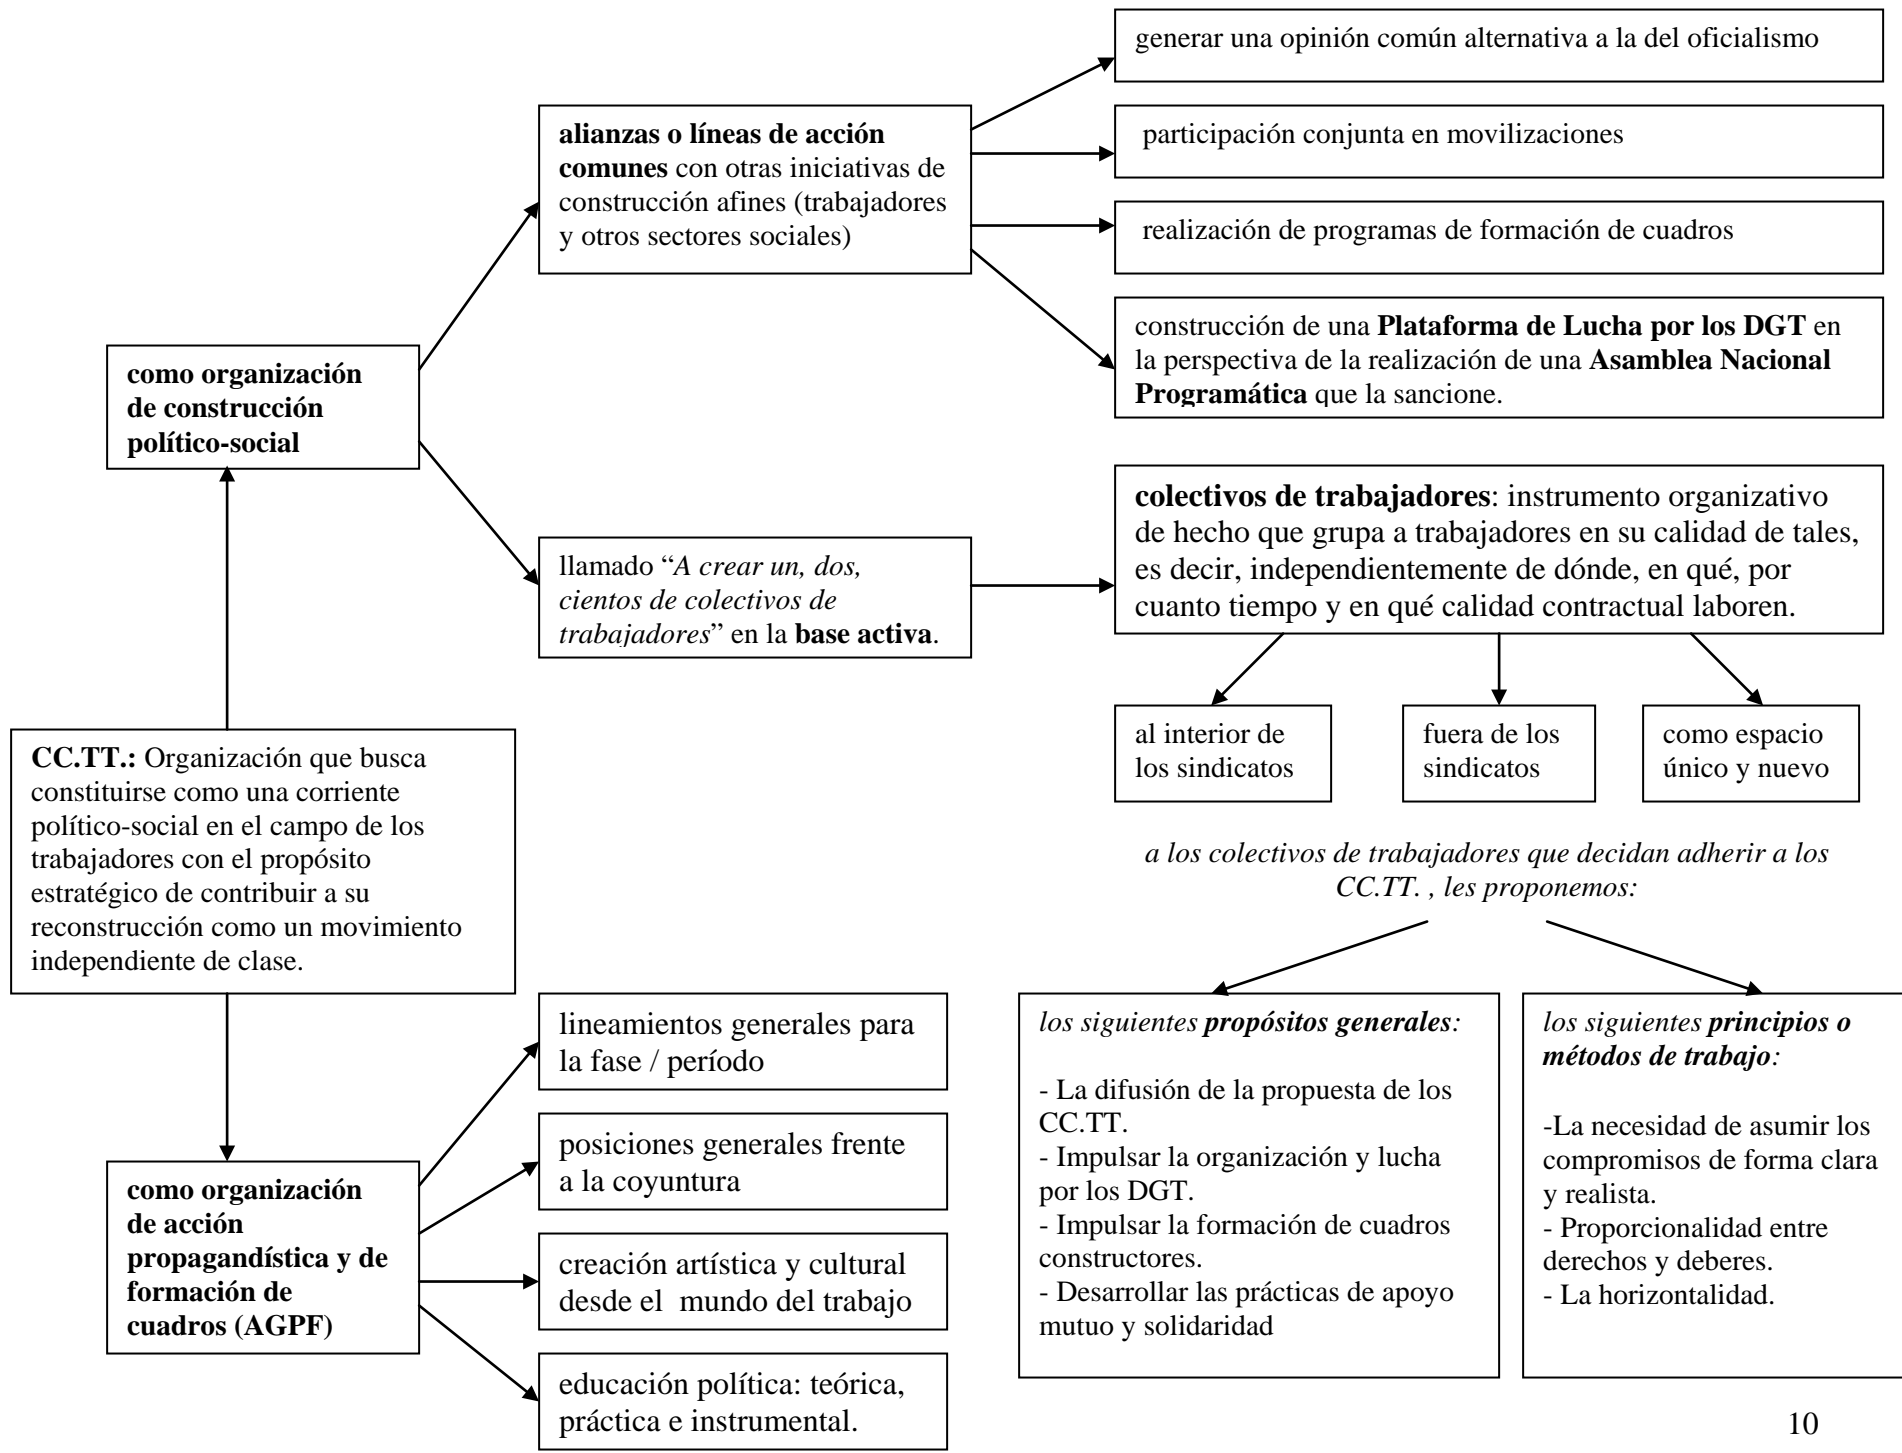 generar una opinión común alternativa a la del oficialismo
alianzas o líneas de acción
comunes con otras iniciativas de
construcción afines (trabajadores
y otros sectores sociales)
participación conjunta en movilizaciones
realización de programas de formación de cuadros
construcción de una Plataforma de Lucha por los DGT en
la perspectiva de la realización de una Asamblea Nacional
Programática que la sancione.
como organización
de construcción
político-social
colectivos de trabajadores: instrumento organizativo
de hecho que grupa a trabajadores en su calidad de tales,
es decir, independientemente de dónde, en qué, por
cuanto tiempo y en qué calidad contractual laboren.
llamado “A crear un, dos,
cientos de colectivos de
trabajadores” en la base activa.
al interior de
los sindicatos
fuera de los
sindicatos
como espacio
único y nuevo
CC.TT.: Organización que busca
constituirse como una corriente
político-social en el campo de los
trabajadores con el propósito
estratégico de contribuir a su
reconstrucción como un movimiento
independiente de clase.
a los colectivos de trabajadores que decidan adherir a los
CC.TT. , les proponemos:
lineamientos generales para
la fase / período
posiciones generales frente
a la coyuntura
como organización
de acción
propagandística y de
formación de
cuadros (AGPF)
creación artística y cultural
desde el  mundo del trabajo
educación política: teórica,
práctica e instrumental.
los siguientes propósitos generales:
- La difusión de la propuesta de los
CC.TT.
- Impulsar la organización y lucha
por los DGT.
- Impulsar la formación de cuadros
constructores.
- Desarrollar las prácticas de apoyo
mutuo y solidaridad
los siguientes principios o
métodos de trabajo:
-La necesidad de asumir los
compromisos de forma clara
y realista.
- Proporcionalidad entre
derechos y deberes.
- La horizontalidad.
10